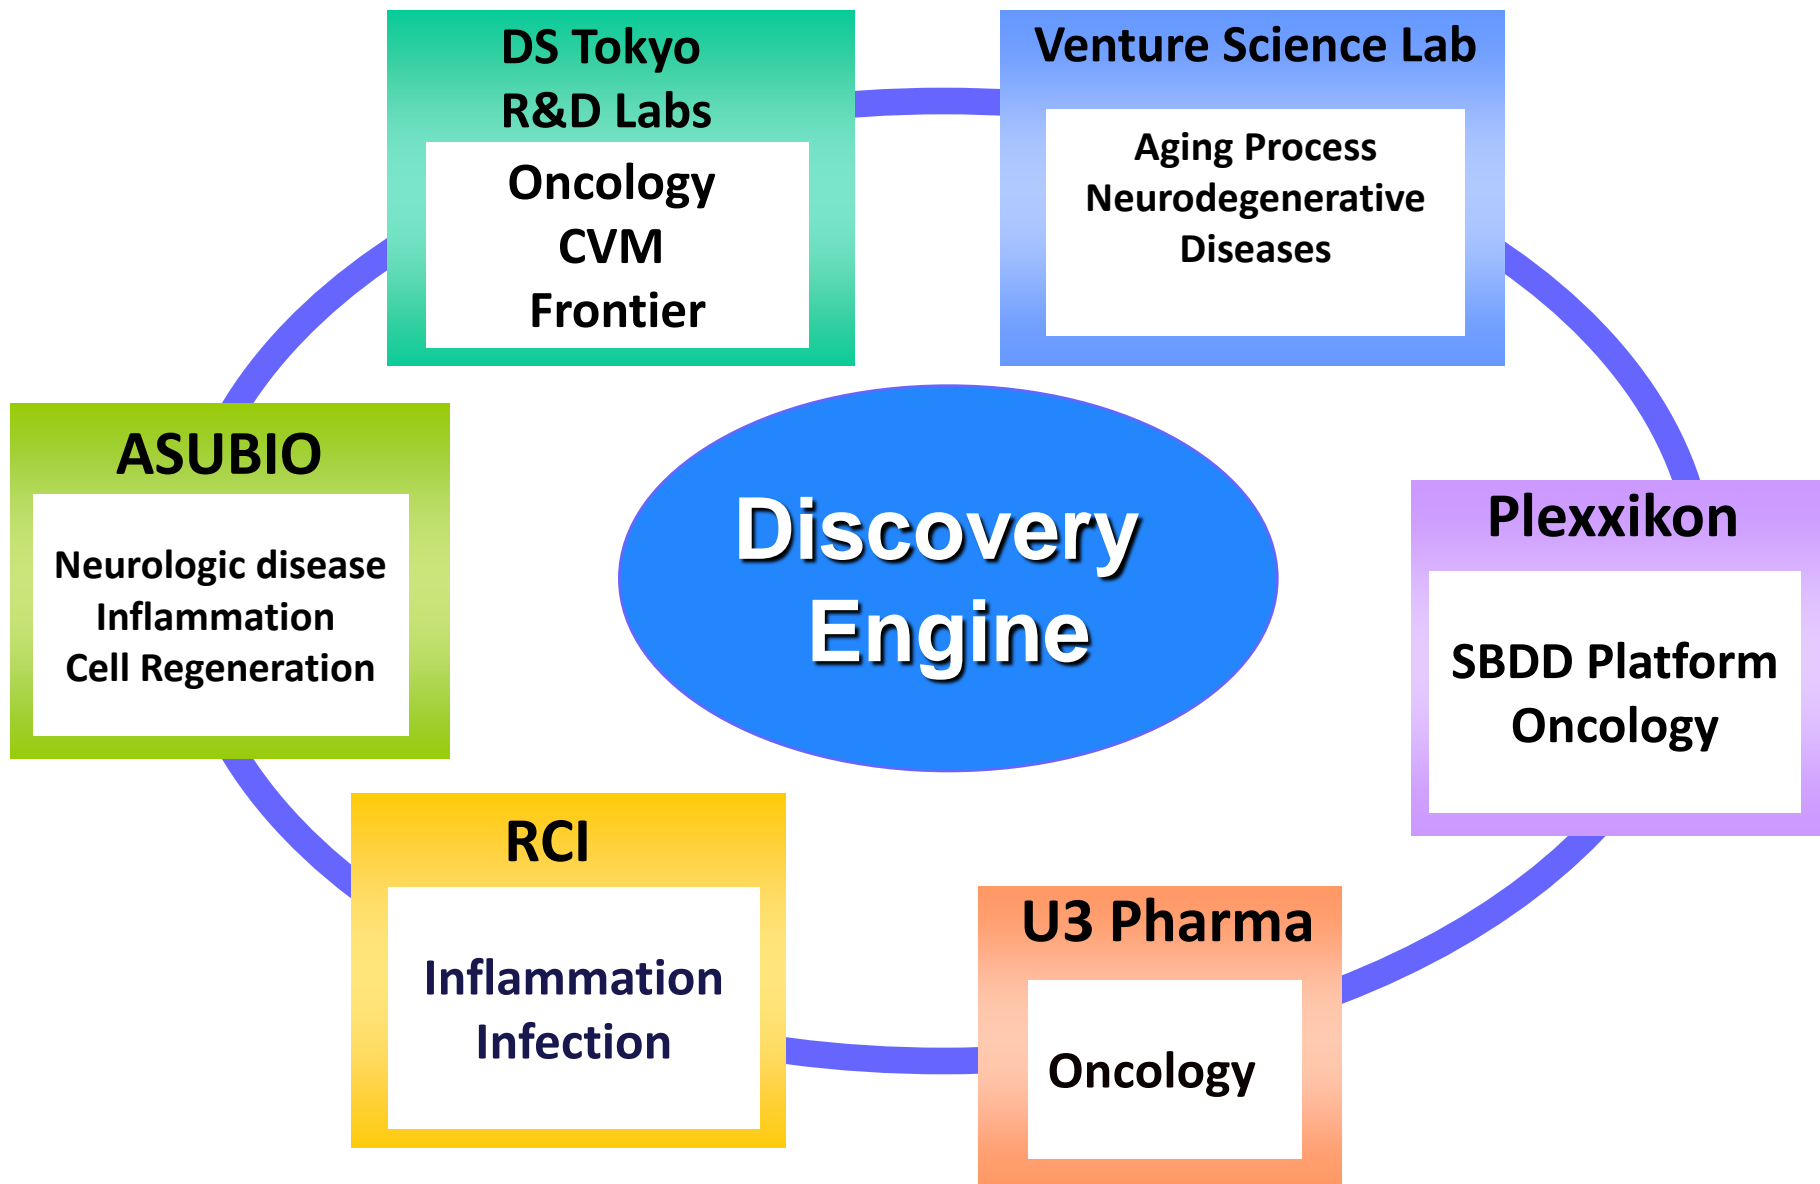 DS Tokyo
R&D Labs
Oncology
CVM
Frontier
Venture Science Lab
Aging Process
Neurodegenerative
Diseases
ASUBIO
Neurologic disease
Inflammation
Cell Regeneration
Discovery
Engine
Plexxikon
SBDD Platform
Oncology
RCI
Inflammation
Infection
U3 Pharma
Oncology